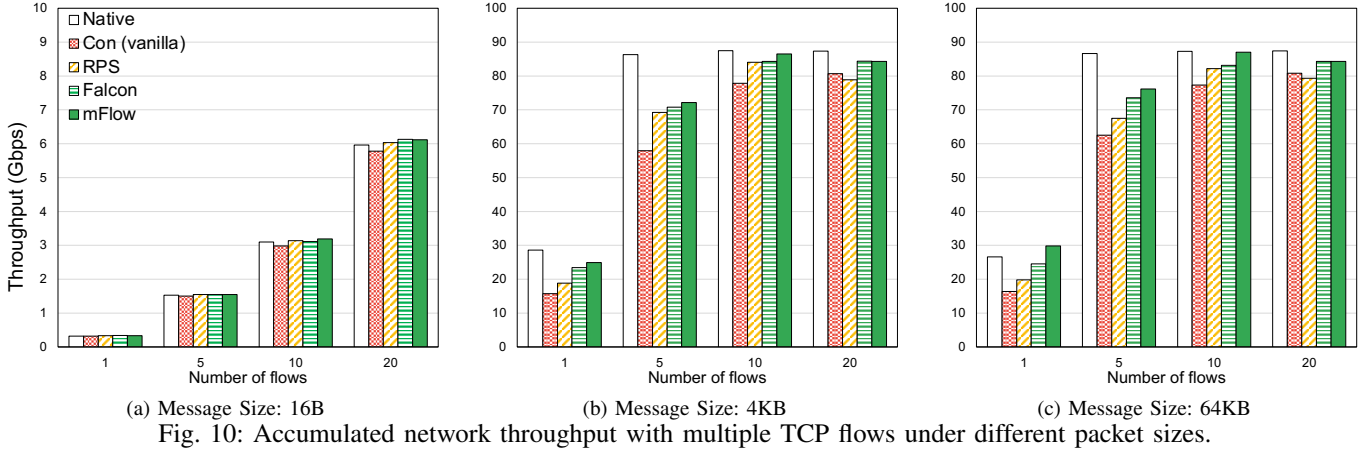 Throughput (Gbps)
10
9
8
7
6
5
4
3
2
1
0
Native
Con (vanilla)
RPS
Falcon
mFlow
1 5 10 20
Number of flows
(a) Message Size: 16B
100
90
80
70
60
50
40
30
20
10
0
1 5 10 20
Number of flows
(b) Message Size: 4KB
100
90
80
70
60
50
40
30
20
10
0
1 5 10 20
Number of flows
(c) Message Size: 64KB
Fig. 10: Accumulated network throughput with multiple TCP flows under different packet sizes.